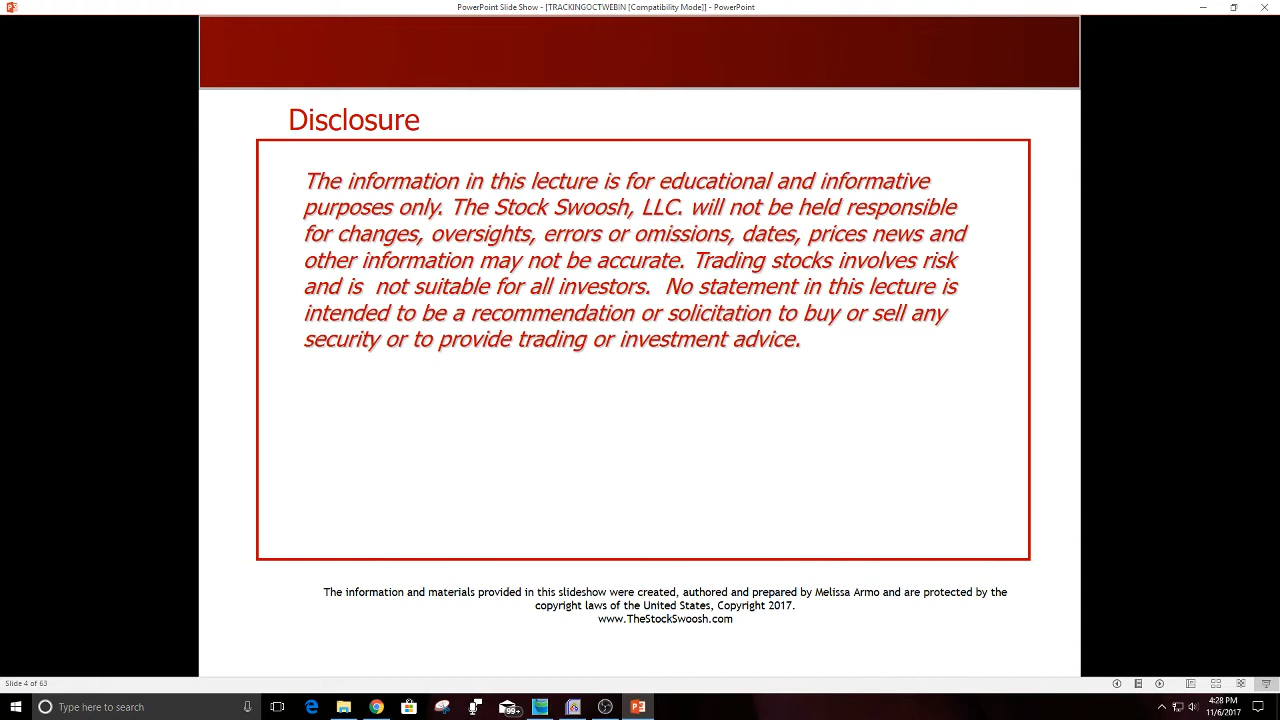 PowerPoint Slide Show - [TRACKINGOCTWEBIN [Compatibility Mode]] - PowerPoint
Disclosure
The information in this lecture is for educational and informative
purposes only. The Stock Swoosh, LLC. will not be held responsible
for changes, oversights, errors or omissions, dates, prices news and
other information may not be accurate. Trading stocks involves risk
and is  not suitable for all investors.  No statement in this lecture is
intended to be a recommendation or solicitation to buy or sell any
security or to provide trading or investment advice.
The information and materials provided in this slideshow were created, authored and prepared by Melissa Armo and are protected by the
copyright laws of the United States, Copyright 2017.
www.TheStockSwoosh.com
Slide 4 of 63
Type here to search
99+
4:28 PM
11/6/2017